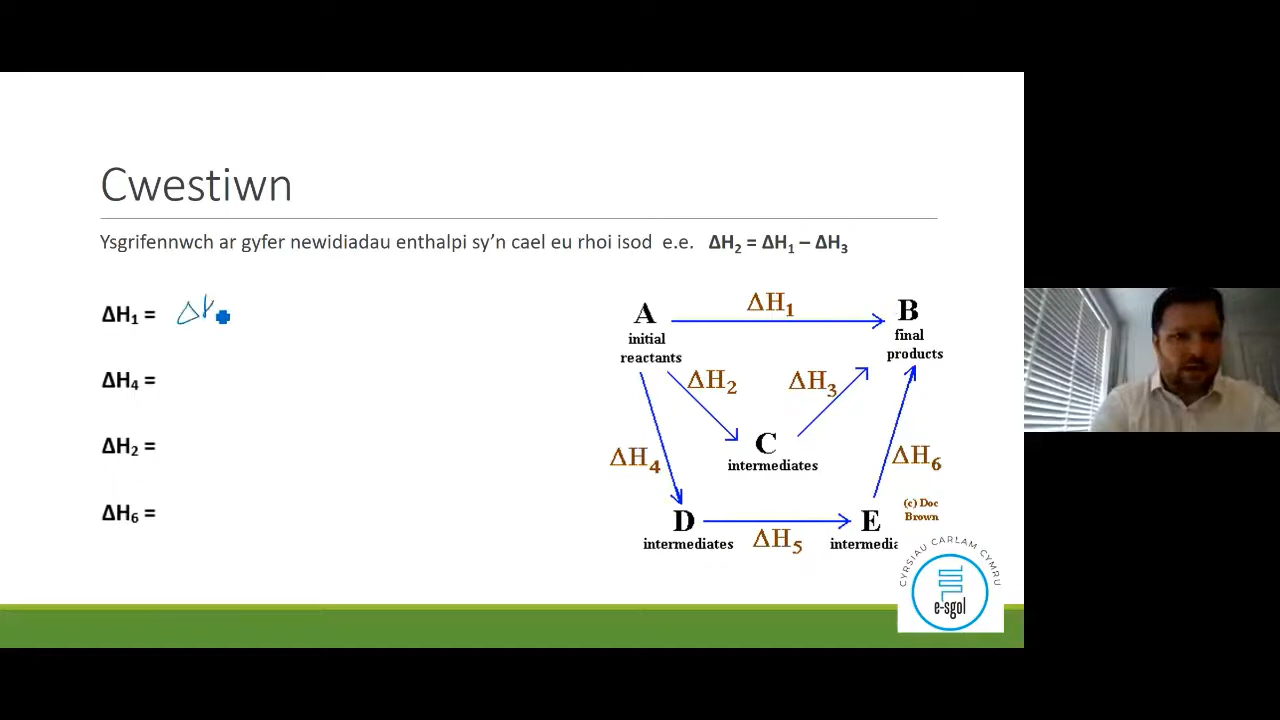 Cwestiwn
Ysgrifennwch ar gyfer newidiadau enthalpi sy'n cael eu rhoi isod e.e. ΔH₂ = ΔH₁ – ΔH₃
ΔH₁ = ΔH
ΔH₄ =
ΔH₂ =
ΔH₆ =
ΔH₁
A
initial
reactants
B
final
products
ΔH₂
ΔH₃
C
intermediates
ΔH₄
ΔH₆
D
intermediates
ΔH₅
E
intermedia
(c) Doc
Brown
CYRSIAU CARLAM CYMRU
e-sgol